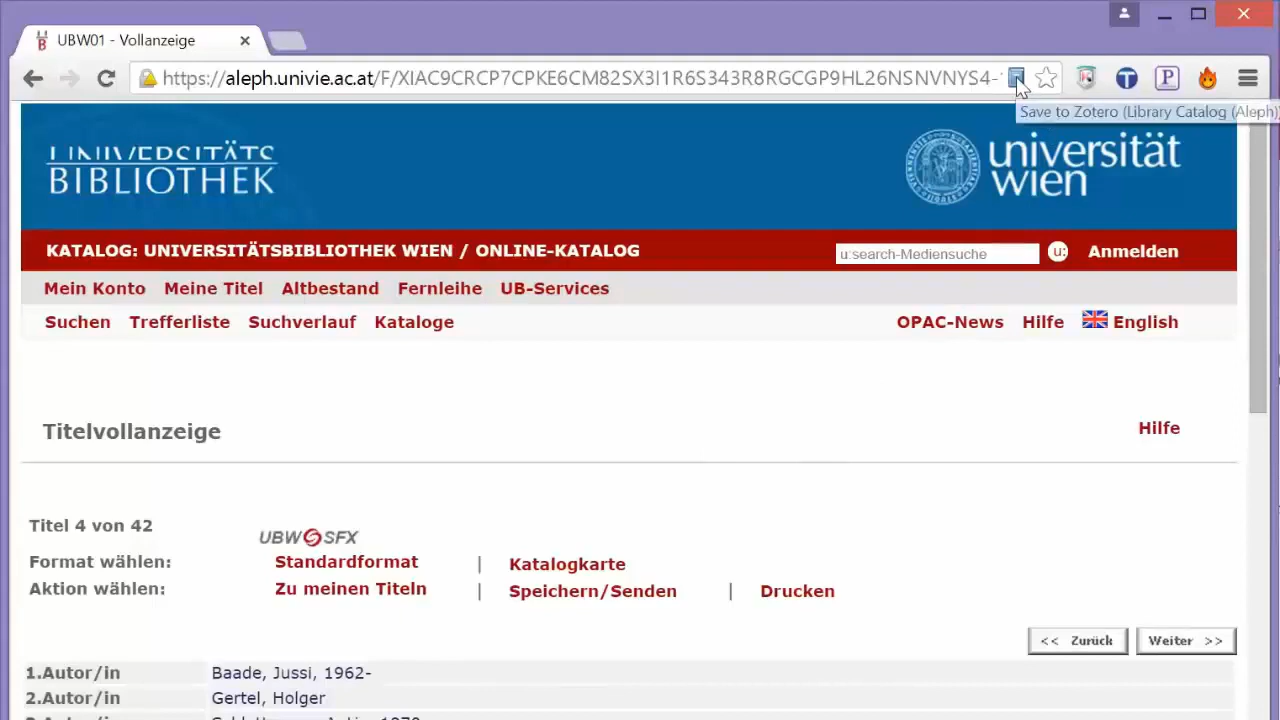 UBW01 - Vollanzeige
https://aleph.univie.ac.at/F/XIAC9CRCP7CPKE6CM82SX3I1R6S343R8RGCGP9HL26NSNVNYS4-
Save to Zotero (Library Catalog (Aleph))
UNIVERSITÄTS
BIBLIOTHEK
universität
wien
KATALOG: UNIVERSITÄTSBIBLIOTHEK WIEN / ONLINE-KATALOG
u:search-Mediensuche
u:
Anmelden
Mein Konto Meine Titel Altbestand Fernleihe UB-Services
Suchen Trefferliste Suchverlauf Kataloge OPAC-News Hilfe English
Titelvollanzeige Hilfe
Titel 4 von 42
UBW SFX
Format wählen: Standardformat | Katalogkarte
Aktion wählen: Zu meinen Titeln | Speichern/Senden | Drucken
<< Zurück Weiter >>
1.Autor/in Baade, Jussi, 1962-
2.Autor/in Gertel, Holger